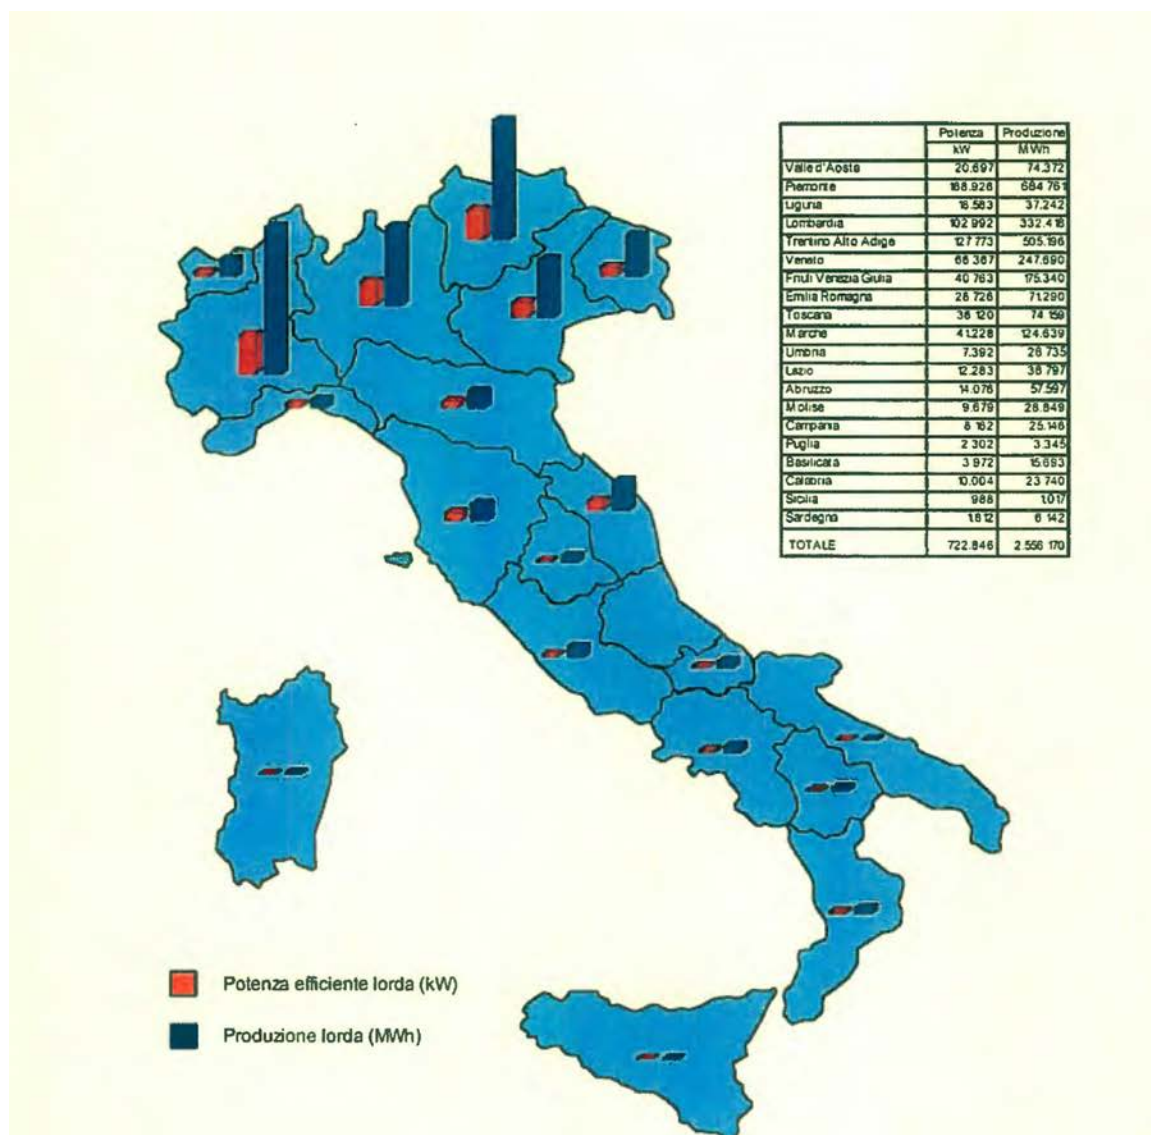 Potenza Produzione
kW MWh
Valle d'Aosta 20.697 74.372
Piemonte 168.926 684 761
Liguria 16.583 37.242
Lombardia 102 992 332.418
Trentino Alto Adige 127 773 505.196
Veneto 66.367 247.690
Friuli Venezia Giulia 40 763 175.340
Emilia Romagna 28 726 71.290
Toscana 38 120 74 159
Marche 41.228 124.639
Umbria 7.392 28 735
Lazio 12.283 38 797
Abruzzo 14.076 57.597
Molise 9.679 28.849
Campania 8 162 25.146
Puglia 2 302 3.345
Basilicata 3 972 15.693
Calabria 10.004 23 740
Sicilia 988 1.017
Sardegna 1.812 6 142
TOTALE 722.846 2.556 170
Potenza efficiente lorda (kW)
Produzione lorda (MWh)